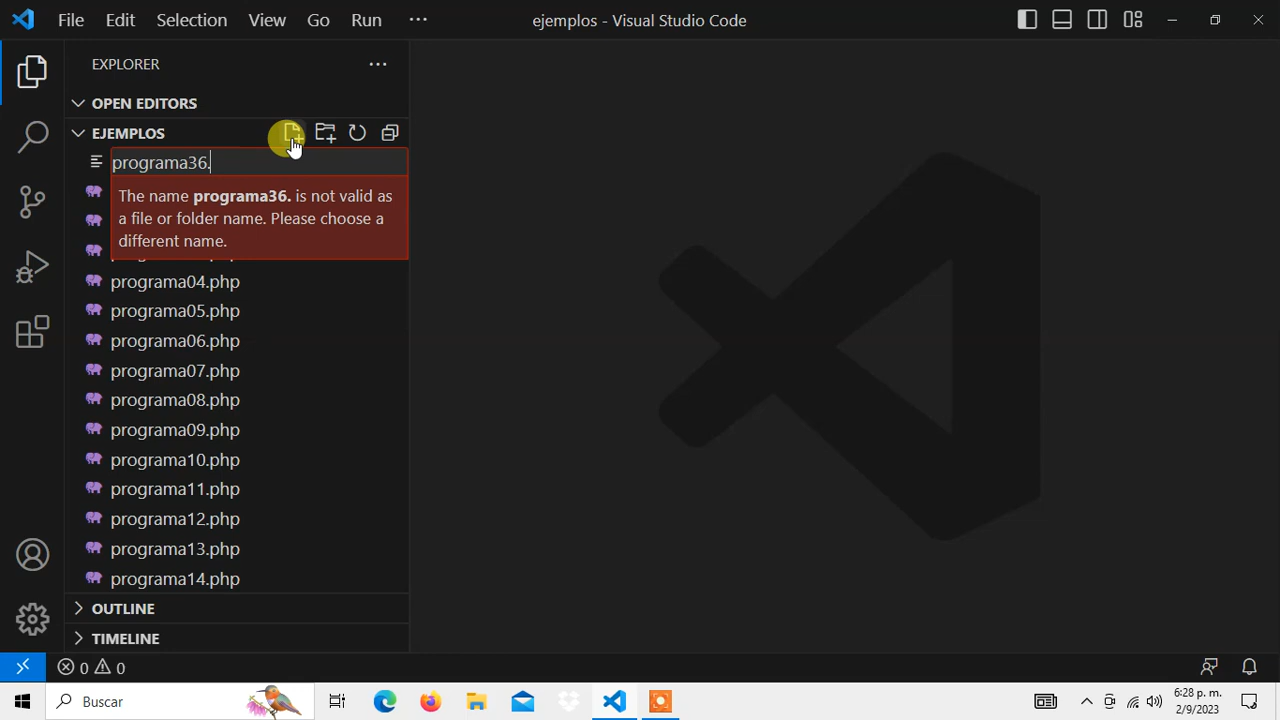 File Edit Selection View Go Run ··· ejemplos - Visual Studio Code
EXPLORER ···
OPEN EDITORS
EJEMPLOS
programa36.
The name programa36. is not valid as
a file or folder name. Please choose a
different name.
programa04.php
programa05.php
programa06.php
programa07.php
programa08.php
programa09.php
programa10.php
programa11.php
programa12.php
programa13.php
programa14.php
OUTLINE
TIMELINE
0 0
Buscar
6:28 p. m.
2/9/2023